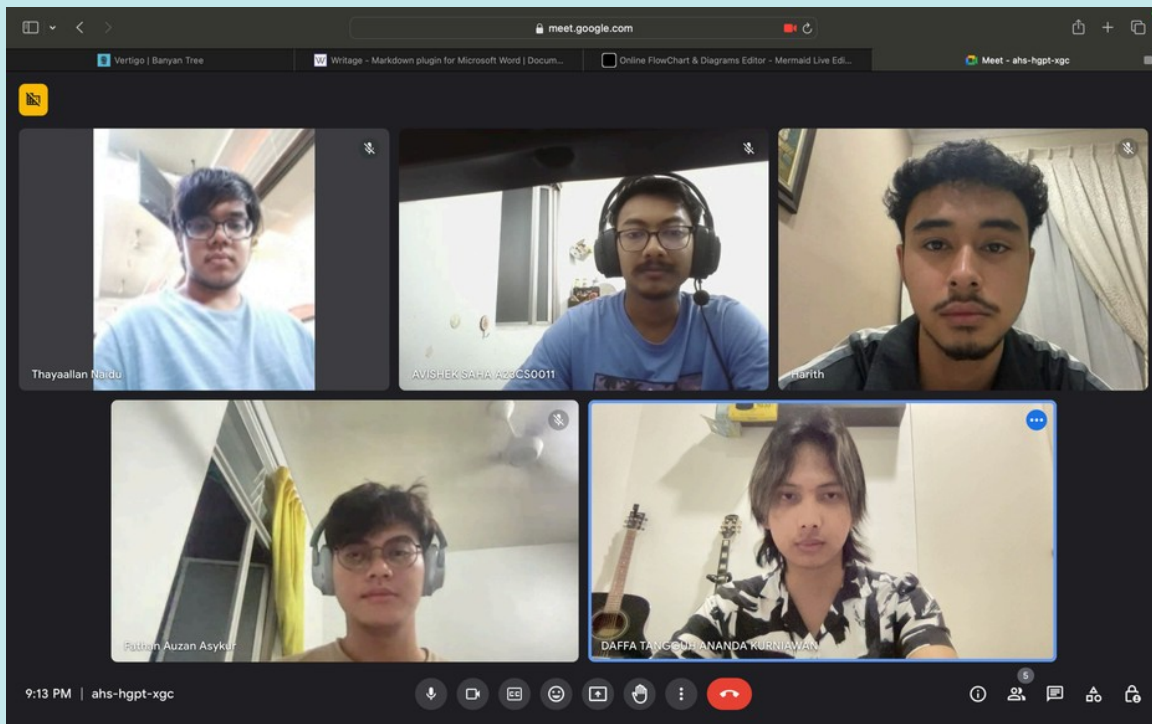 meet.google.com
Vertigo | Banyan Tree
W Writage - Markdown plugin for Microsoft Word | Docum...
Online FlowChart & Diagrams Editor - Mermaid Live Edi...
Meet - ahs-hgpt-xgc
Thayaallan Naidu
AVISHEK SAHA A23CS0011
Harith
Fathan Auzan Asykur
DAFFA TANGGUH ANANDA KURNIAWAN
9:13 PM | ahs-hgpt-xgc
CC
5